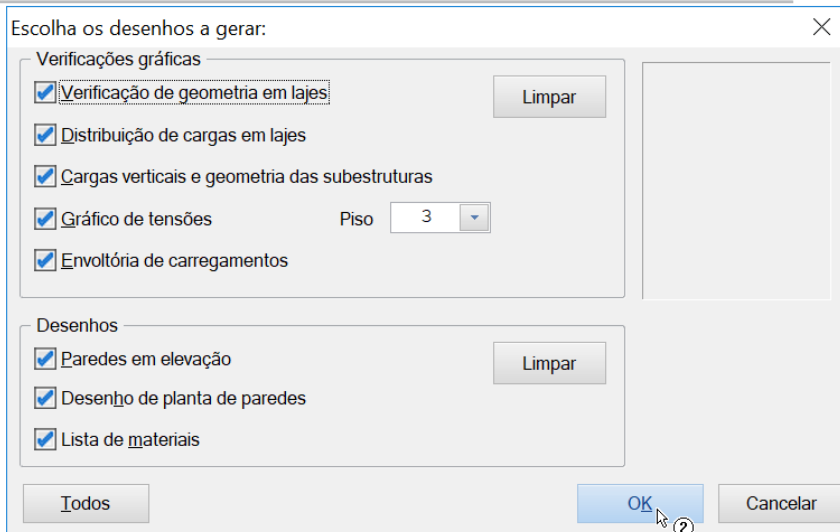 Escolha os desenhos a gerar:
Verificações gráficas
Verificação de geometria em lajes
Limpar
Distribuição de cargas em lajes
Cargas verticais e geometria das subestruturas
Gráfico de tensões Piso 3
Envoltória de carregamentos
Desenhos
Paredes em elevação
Limpar
Desenho de planta de paredes
Lista de materiais
Todos OK Cancelar